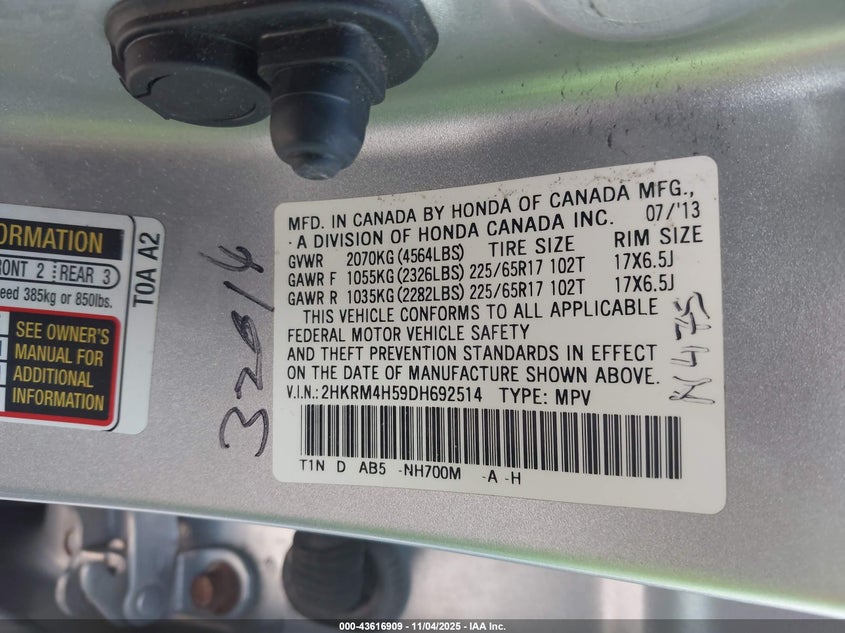 ORMATION
RONT 2 REAR 3
eed 385kg or 850lbs.
SEE OWNER'S
MANUAL FOR
ADDITIONAL
INFORMATION
TOA A2
32914
MFD. IN CANADA BY HONDA OF CANADA MFG.,
- A DIVISION OF HONDA CANADA INC. 07/'13
GVWR 2070KG(4564LBS) TIRE SIZE RIM SIZE
GAWR F 1055KG(2326LBS) 225/65R17 102T 17X6.5J
GAWR R 1035KG(2282LBS) 225/65R17 102T 17X6.5J
THIS VEHICLE CONFORMS TO ALL APPLICABLE
FEDERAL MOTOR VEHICLE SAFETY
AND THEFT PREVENTION STANDARDS IN EFFECT
ON THE DATE OF MANUFACTURE SHOWN ABOVE.
V.I.N.: 2HKRM4H59DH692514 TYPE: MPV
T1N D AB5 -NH700M -A -H
N475
000-43616909 - 11/04/2025 - IAA Inc.